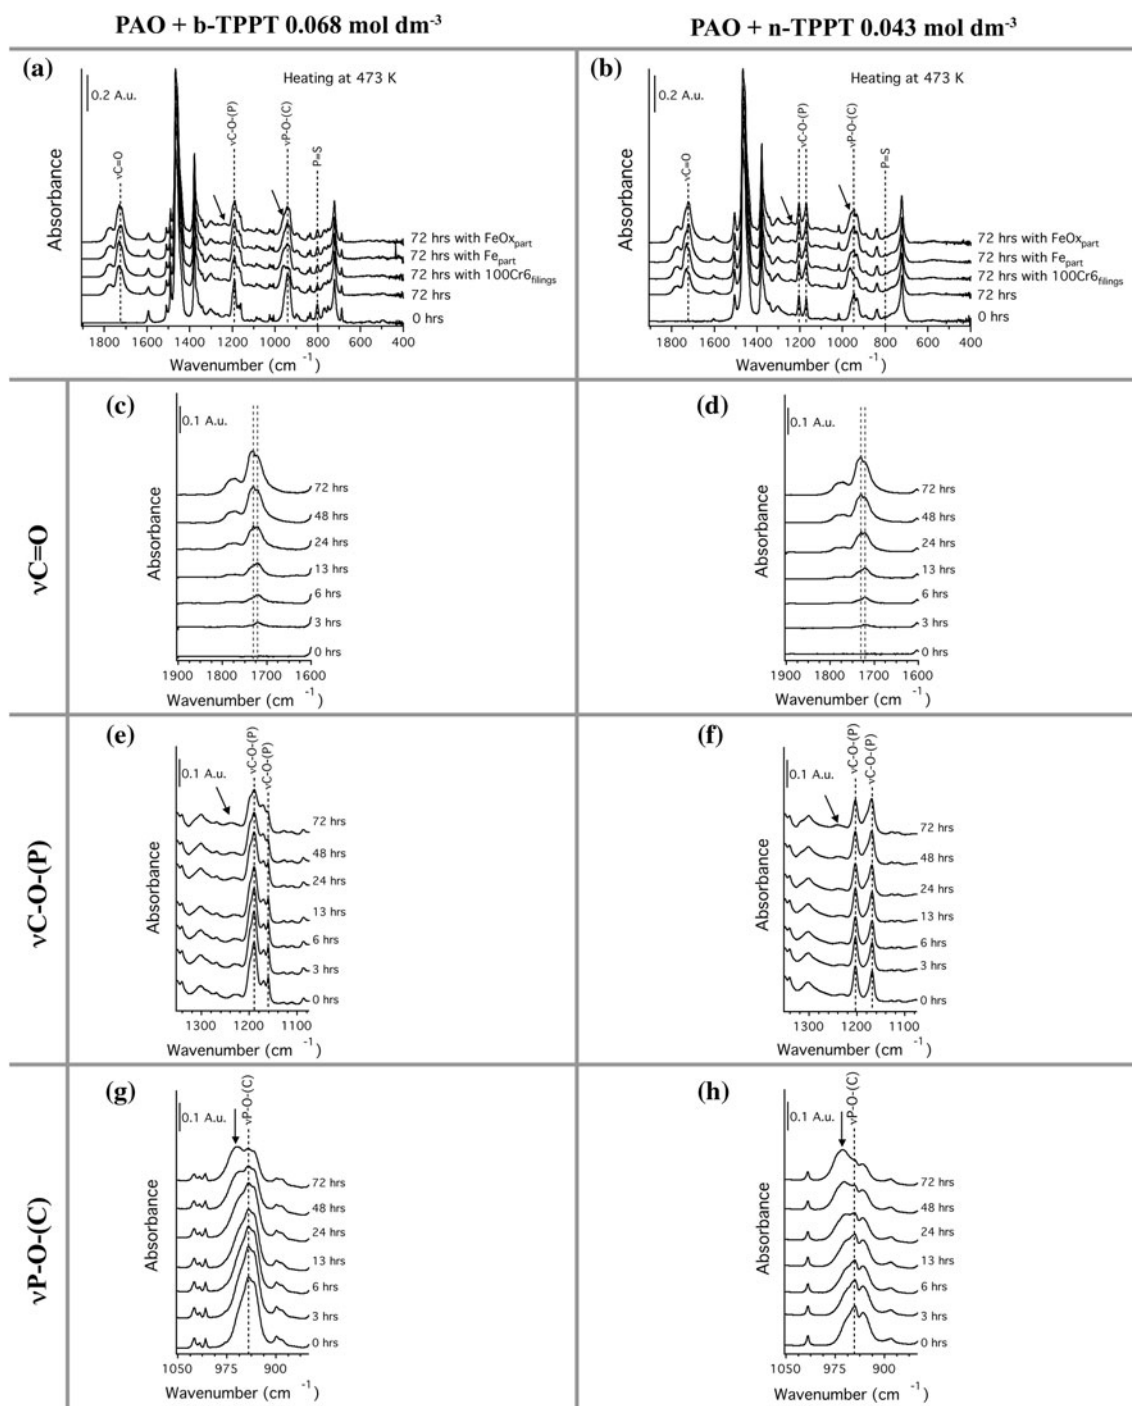 PAO + b-TPPT 0.068 mol dm-3
PAO + n-TPPT 0.043 mol dm-3
(a)
Heating at 473 K
0.2 A.u.
νC=O
νC-O-(P)
νP-O-(C)
P=S
Absorbance
72 hrs with FeOxpart
72 hrs with Fepart
72 hrs with 100Cr6filings
72 hrs
0 hrs
1800 1600 1400 1200 1000 800 600 400
Wavenumber (cm -1)
(b)
Heating at 473 K
0.2 A.u.
νC=O
νC-O-(P)
νP-O-(C)
P=S
Absorbance
72 hrs with FeOxpart
72 hrs with Fepart
72 hrs with 100Cr6filings
72 hrs
0 hrs
1800 1600 1400 1200 1000 800 600 400
Wavenumber (cm -1)
νC=O
(c)
0.1 A.u.
Absorbance
72 hrs
48 hrs
24 hrs
13 hrs
6 hrs
3 hrs
0 hrs
1900 1800 1700 1600
Wavenumber (cm -1)
(d)
0.1 A.u.
Absorbance
72 hrs
48 hrs
24 hrs
13 hrs
6 hrs
3 hrs
0 hrs
1900 1800 1700 1600
Wavenumber (cm -1)
νC-O-(P)
(e)
0.1 A.u.
νC-O-(P)
νC-O-(P)
Absorbance
72 hrs
48 hrs
24 hrs
13 hrs
6 hrs
3 hrs
0 hrs
1300 1200 1100
Wavenumber (cm -1)
(f)
0.1 A.u.
νC-O-(P)
νC-O-(P)
Absorbance
72 hrs
48 hrs
24 hrs
13 hrs
6 hrs
3 hrs
0 hrs
1300 1200 1100
Wavenumber (cm -1)
νP-O-(C)
(g)
0.1 A.u.
νP-O-(C)
Absorbance
72 hrs
48 hrs
24 hrs
13 hrs
6 hrs
3 hrs
0 hrs
1050 975 900
Wavenumber (cm -1)
(h)
0.1 A.u.
νP-O-(C)
Absorbance
72 hrs
48 hrs
24 hrs
13 hrs
6 hrs
3 hrs
0 hrs
1050 975 900
Wavenumber (cm -1)